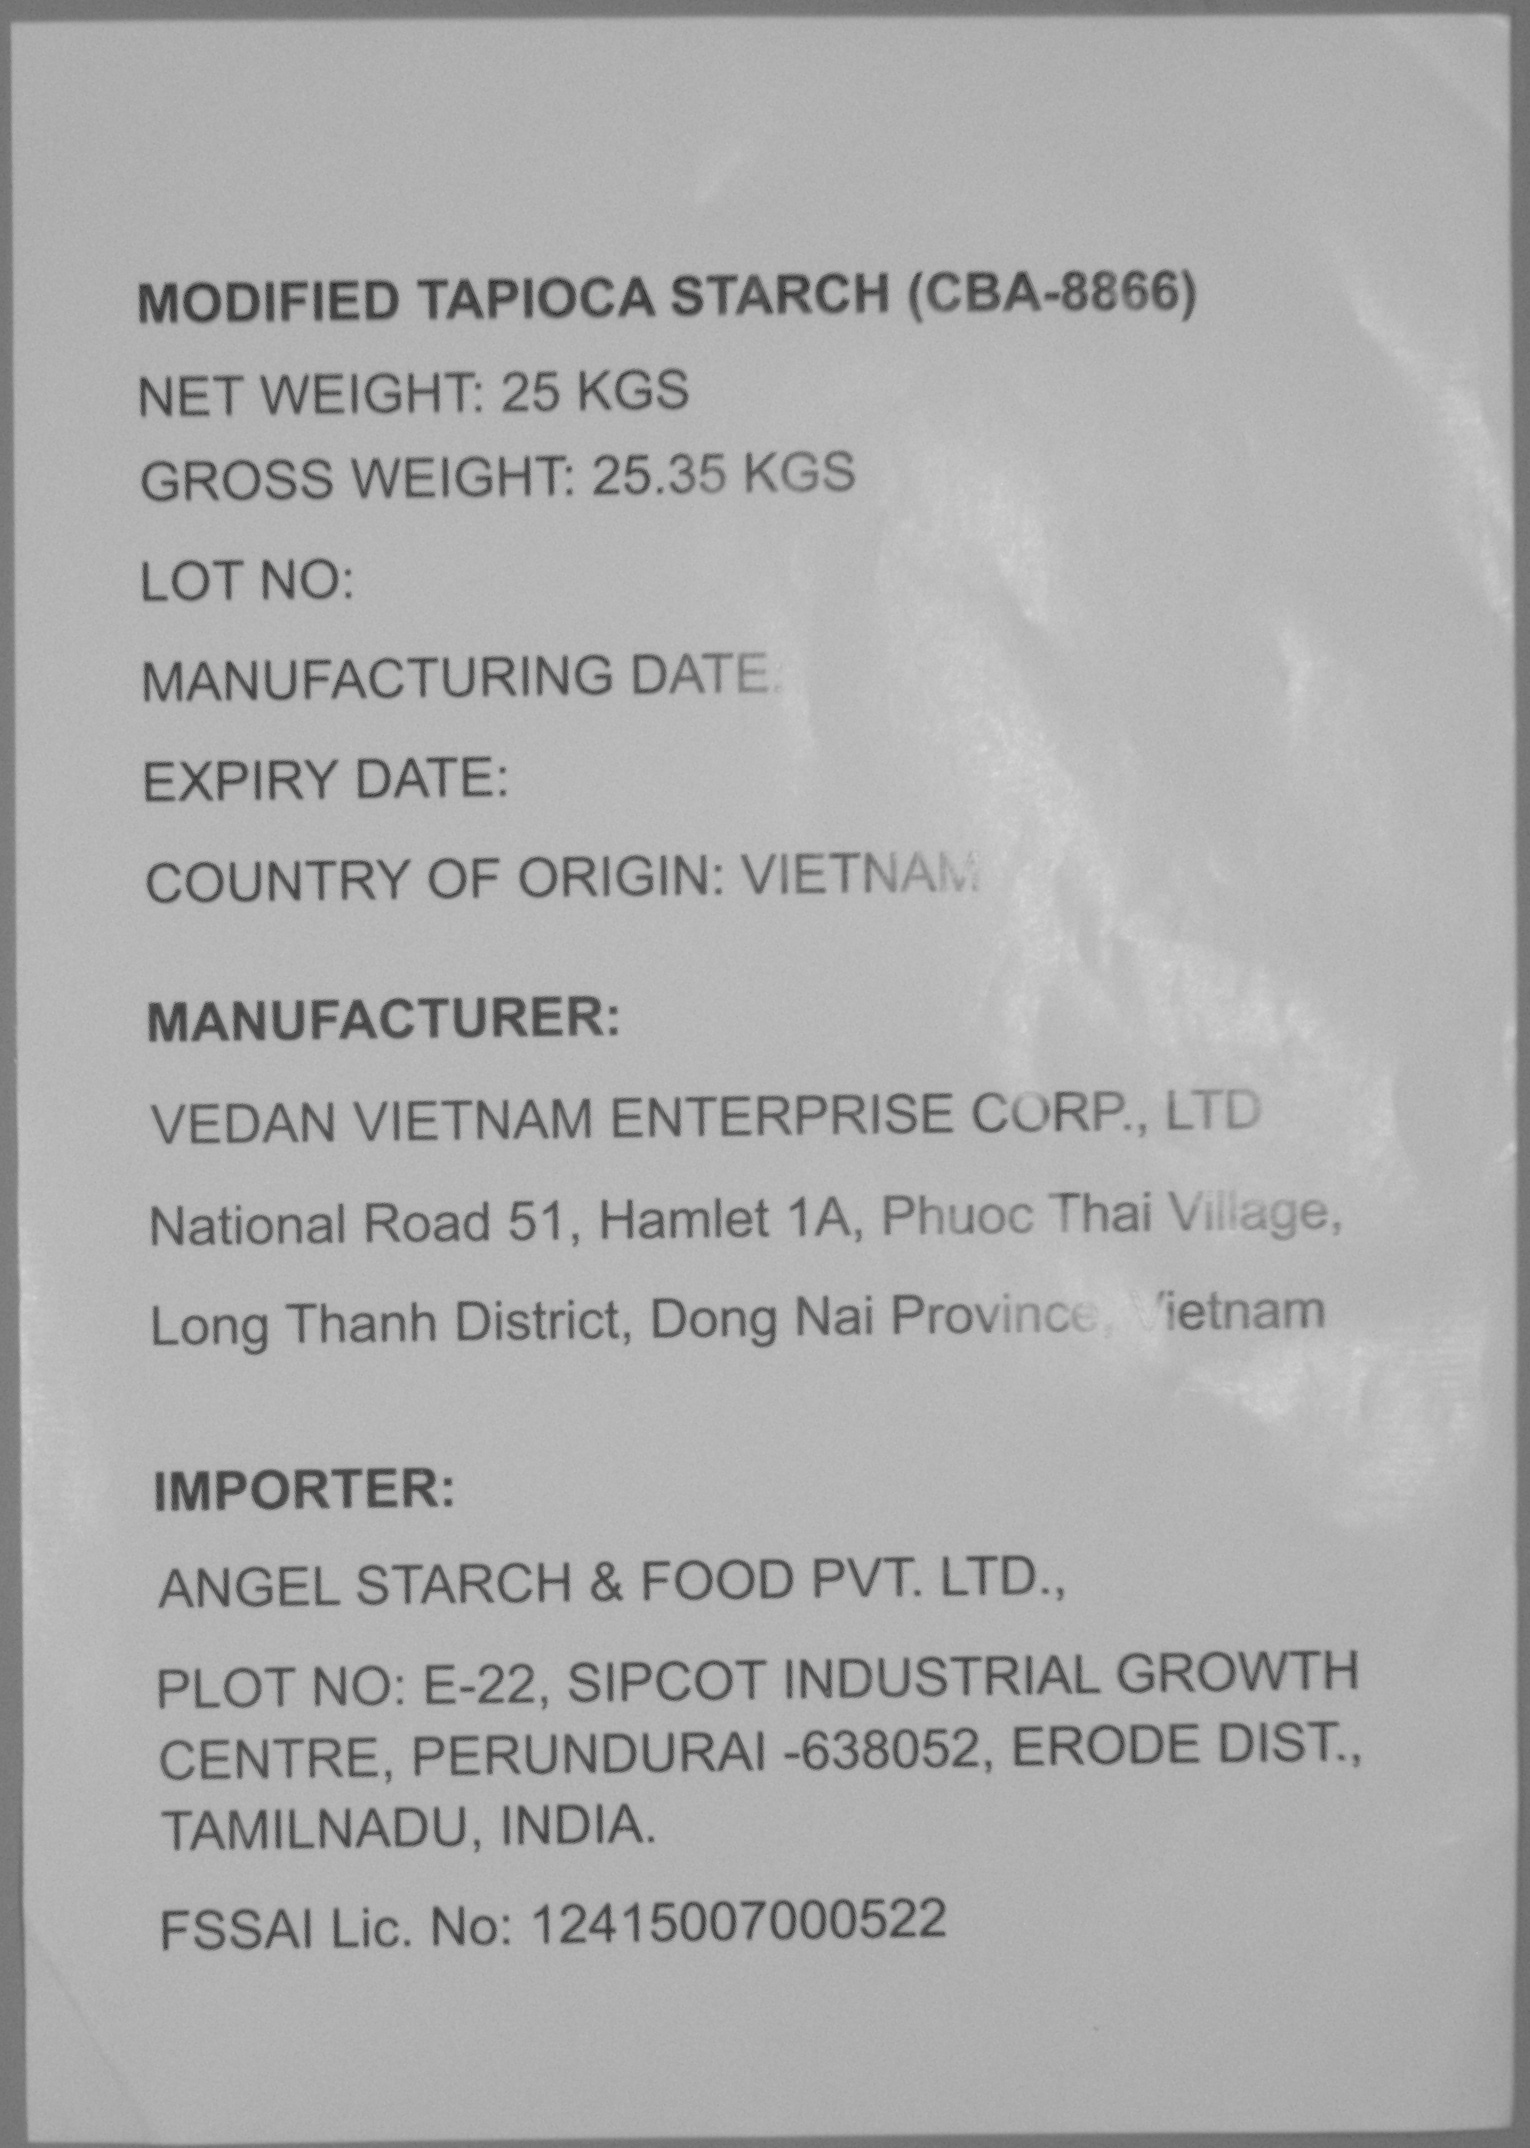 MODIFIED TAPIOCA STARCH (CBA-8866)
NET WEIGHT: 25 KGS
GROSS WEIGHT: 25.35 KGS
LOT NO:
MANUFACTURING DATE:
EXPIRY DATE:
COUNTRY OF ORIGIN: VIETNAM
MANUFACTURER:
VEDAN VIETNAM ENTERPRISE CORP., LTD
National Road 51, Hamlet 1A, Phuoc Thai Village,
Long Thanh District, Dong Nai Province, Vietnam
IMPORTER:
ANGEL STARCH & FOOD PVT. LTD.,
PLOT NO: E-22, SIPCOT INDUSTRIAL GROWTH
CENTRE, PERUNDURAI -638052, ERODE DIST.,
TAMILNADU, INDIA.
FSSAI Lic. No: 12415007000522